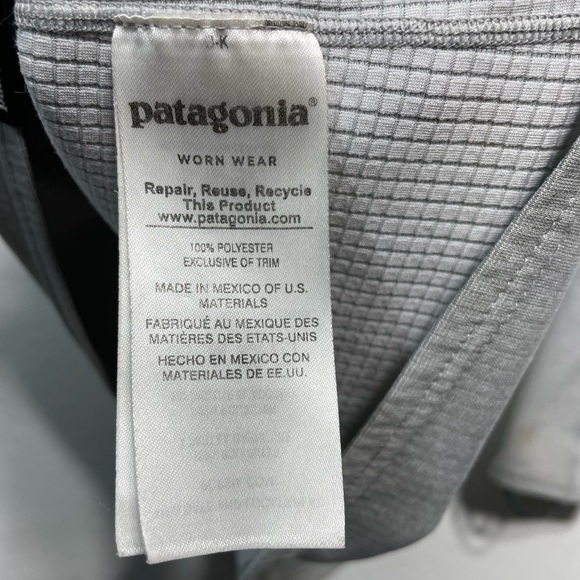 -K
patagonia®
WORN WEAR
Repair, Reuse, Recycle
This Product
www.patagonia.com
100% POLYESTER
EXCLUSIVE OF TRIM
MADE IN MEXICO OF U.S.
MATERIALS
FABRIQUÉ AU MEXIQUE DES
MATIÈRES DES ETATS-UNIS
HECHO EN MEXICO CON
MATERIALES DE EE.UU.